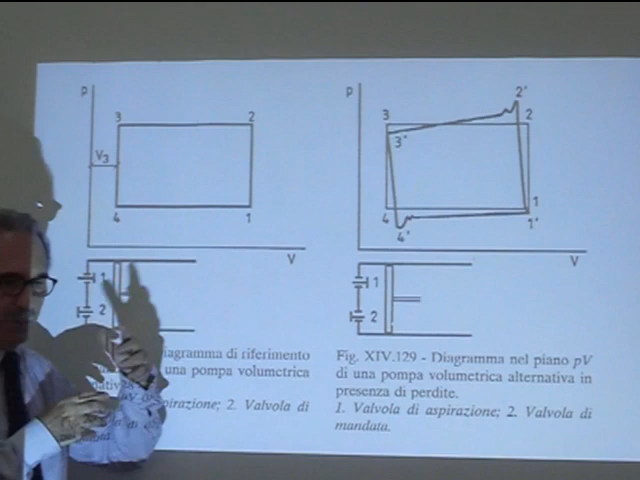 p
3
2
V3
4
1
V
1
2
iagramma di riferimento
una pompa volumetrica
pirazione; 2. Valvola di
p
2'
3
2
3'
4
1
1'
4'
V
1
2
Fig. XIV.129 - Diagramma nel piano pV
di una pompa volumetrica alternativa in
presenza di perdite.
1. Valvola di aspirazione; 2. Valvola di
mandata.